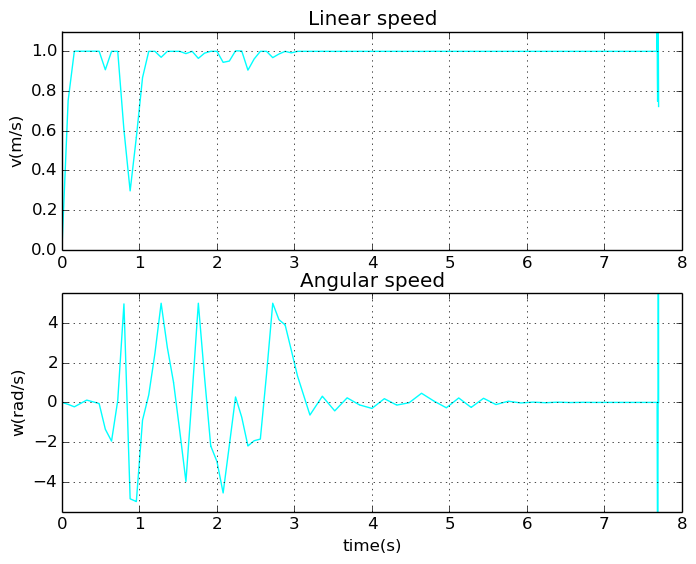 Linear speed
1.0
0.8
0.6
0.4
0.2
0.0
v(m/s)
0 1 2 3 4 5 6 7 8
Angular speed
4
2
0
−2
−4
w(rad/s)
0 1 2 3 4 5 6 7 8
time(s)